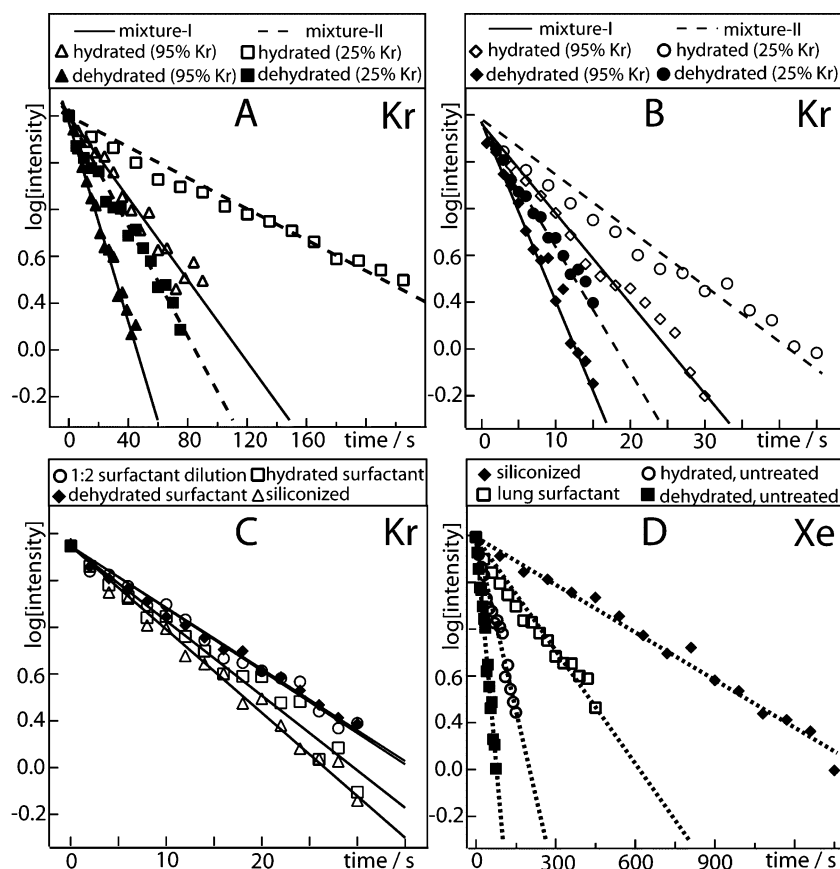 mixture-I mixture-II
hydrated (95% Kr) hydrated (25% Kr)
dehydrated (95% Kr) dehydrated (25% Kr)
A Kr
log[intensity]
0.6
0.4
0.0
-0.2
0 40 80 120 160 time / s
mixture-I mixture-II
hydrated (95% Kr) hydrated (25% Kr)
dehydrated (95% Kr) dehydrated (25% Kr)
B Kr
log[intensity]
0.6
0.4
0.0
-0.2
0 10 20 30 time / s
1:2 surfactant dilution hydrated surfactant
dehydrated surfactant siliconized
C Kr
log[intensity]
0.6
0.4
0.0
-0.2
0 10 20 time / s
siliconized hydrated, untreated
lung surfactant dehydrated, untreated
D Xe
log[intensity]
0.6
0.4
0.0
-0.2
0 300 600 900 time / s